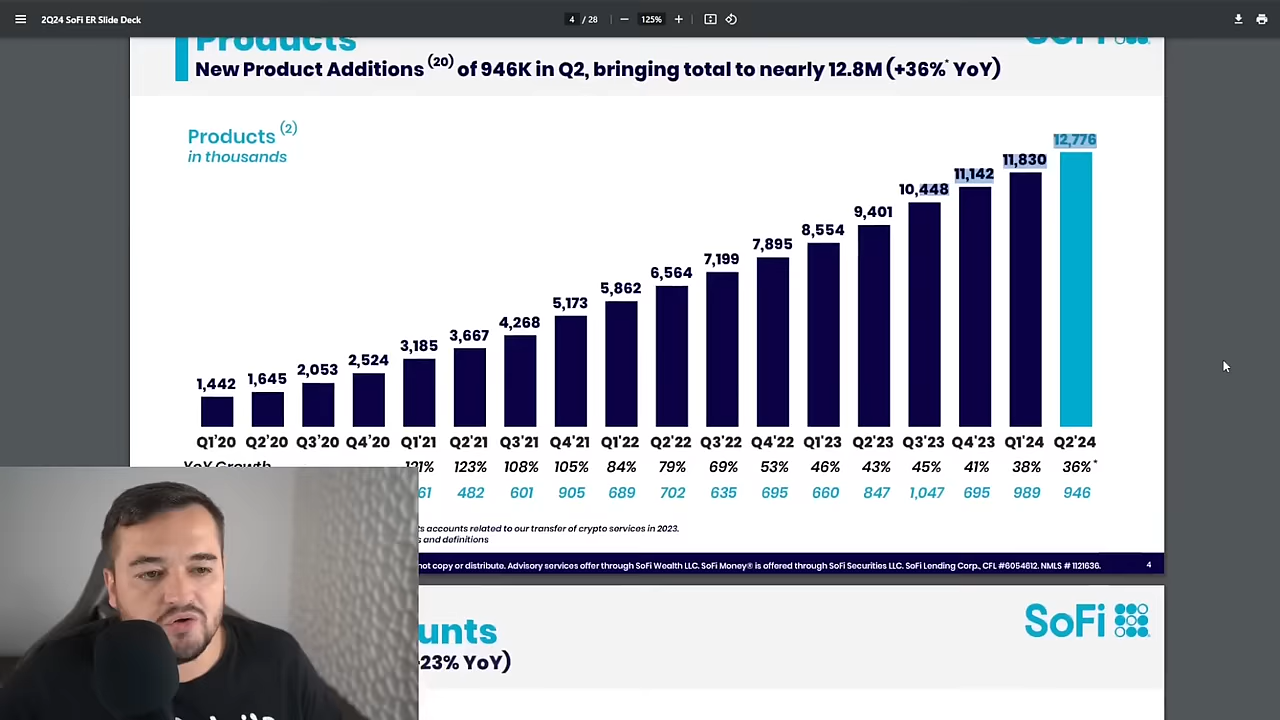 2Q24 SoFi ER Slide Deck
4 / 28
125%
Products
New Product Additions (20) of 946K in Q2, bringing total to nearly 12.8M (+36%* YoY)
Products (2)
in thousands
1,442
1,645
2,053
2,524
3,185
3,667
4,268
5,173
5,862
6,564
7,199
7,895
8,554
9,401
10,448
11,142
11,830
12,776
Q1'20 Q2'20 Q3'20 Q4'20 Q1'21 Q2'21 Q3'21 Q4'21 Q1'22 Q2'22 Q3'22 Q4'22 Q1'23 Q2'23 Q3'23 Q4'23 Q1'24 Q2'24
YoY Growth 123% 108% 105% 84% 79% 69% 53% 46% 43% 45% 41% 38% 36%*
61 482 601 905 689 702 635 695 660 847 1,047 695 989 946
accounts related to our transfer of crypto services in 2023.
and definitions
not copy or distribute. Advisory services offer through SoFi Wealth LLC. SoFi Money® is offered through SoFi Securities LLC. SoFi Lending Corp., CFL #6054612. NMLS # 1121636.
4
unts
SoFi
23% YoY)